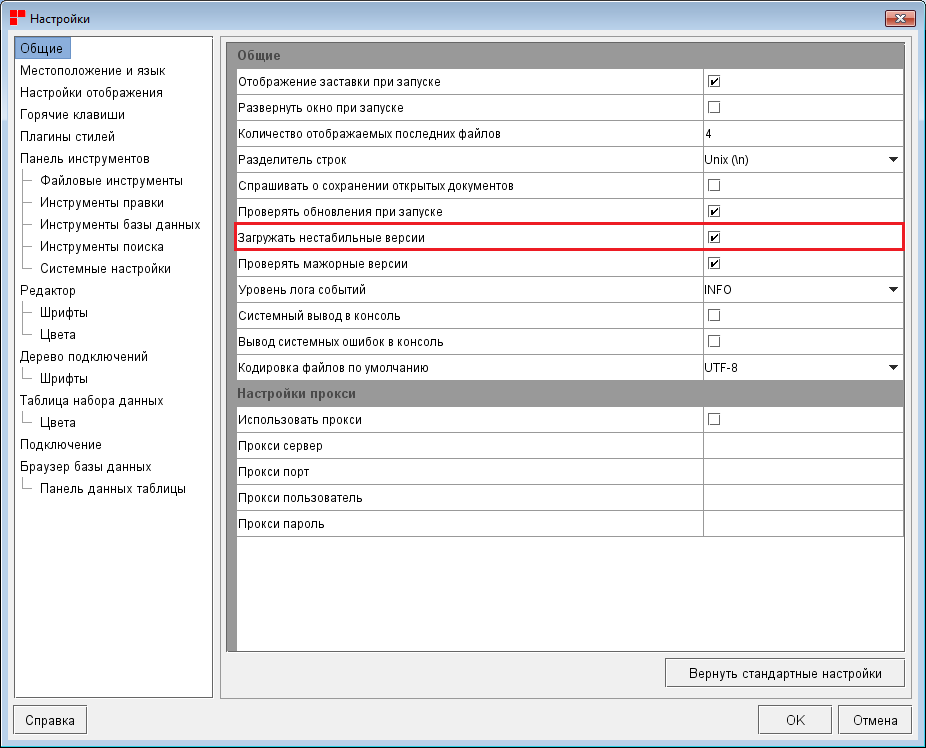 Настройки
Общие
Местоположение и язык
Настройки отображения
Горячие клавиши
Плагины стилей
Панель инструментов
Файловые инструменты
Инструменты правки
Инструменты базы данных
Инструменты поиска
Системные настройки
Редактор
Шрифты
Цвета
Дерево подключений
Шрифты
Таблица набора данных
Цвета
Подключение
Браузер базы данных
Панель данных таблицы
Общие
Отображение заставки при запуске
Развернуть окно при запуске
Количество отображаемых последних файлов 4
Разделитель строк Unix (\n)
Спрашивать о сохранении открытых документов
Проверять обновления при запуске
Загружать нестабильные версии
Проверять мажорные версии
Уровень лога событий INFO
Системный вывод в консоль
Вывод системных ошибок в консоль
Кодировка файлов по умолчанию UTF-8
Настройки прокси
Использовать прокси
Прокси сервер
Прокси порт
Прокси пользователь
Прокси пароль
Вернуть стандартные настройки
Справка OK Отмена